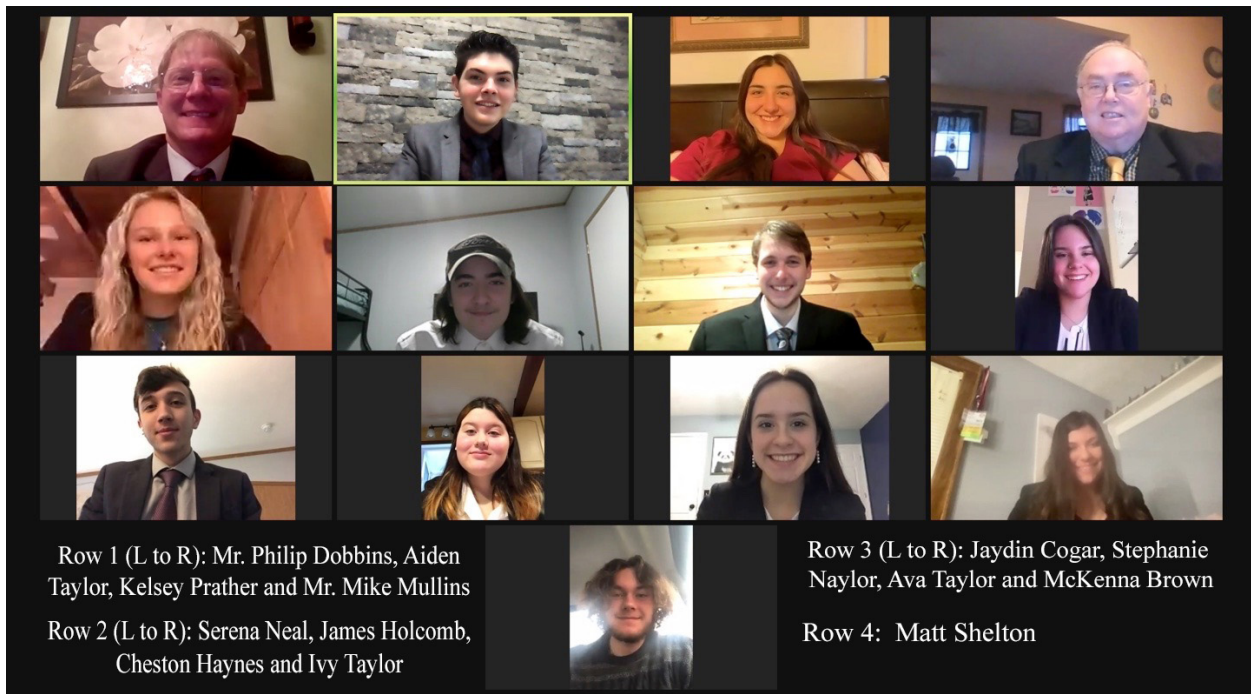 Row 1 (L to R): Mr. Philip Dobbins, Aiden
Taylor, Kelsey Prather and Mr. Mike Mullins
Row 2 (L to R): Serena Neal, James Holcomb,
Cheston Haynes and Ivy Taylor
Row 3 (L to R): Jaydin Cogar, Stephanie
Naylor, Ava Taylor and McKenna Brown
Row 4: Matt Shelton